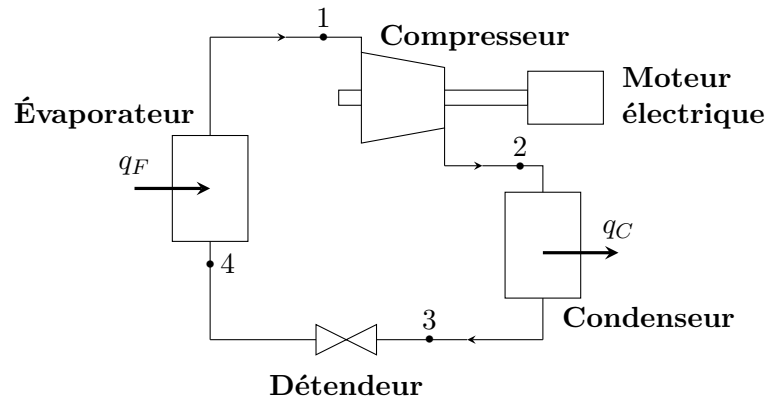 1
Compresseur
Moteur
électrique
Évaporateur
q_F
2
q_C
4
3
Condenseur
Détendeur